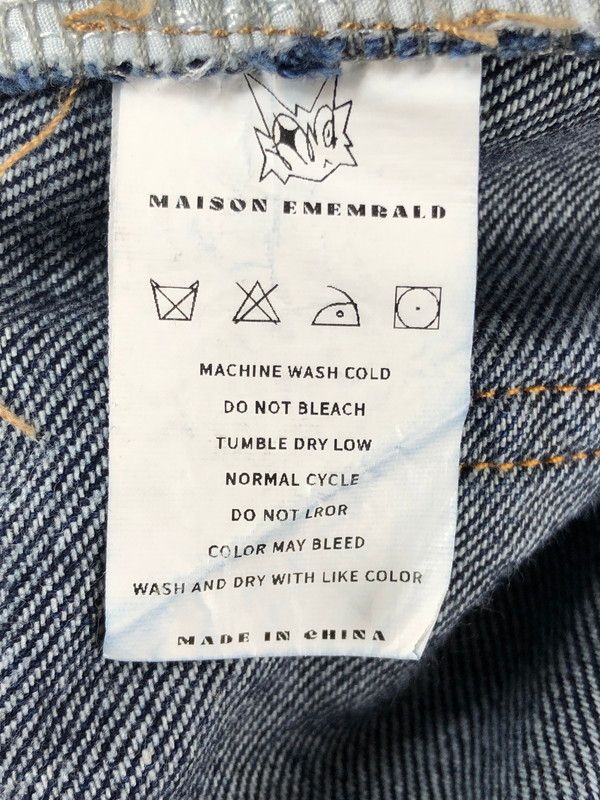 MAISON EMEMRALD
MACHINE WASH COLD
DO NOT BLEACH
TUMBLE DRY LOW
NORMAL CYCLE
DO NOT LROR
COLOR MAY BLEED
WASH AND DRY WITH LIKE COLOR
MADE IN CHINA